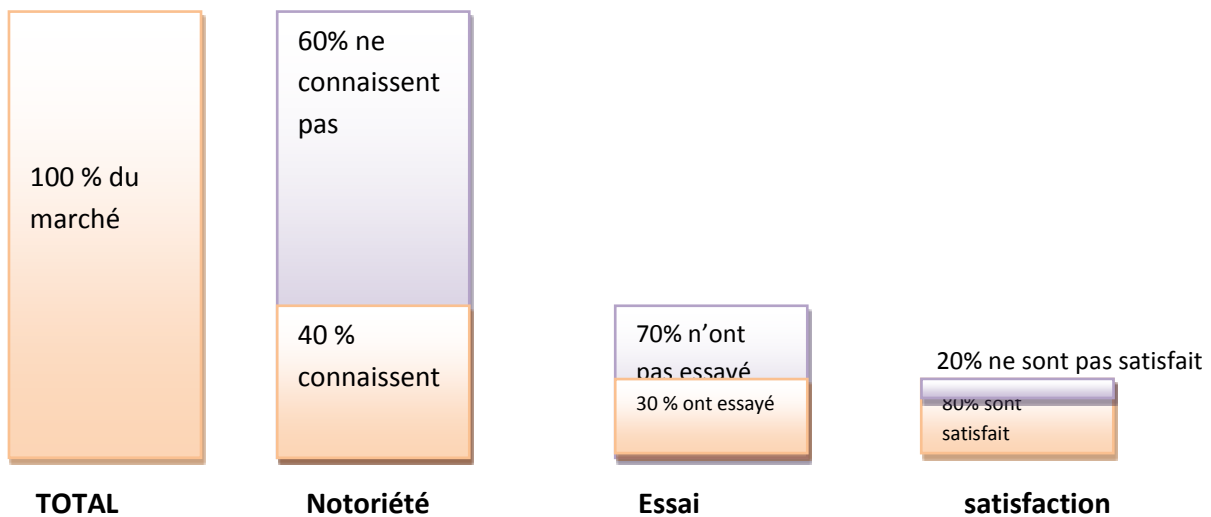 100 % du
marché
60% ne
connaissent
pas
40 %
connaissent
70% n’ont
pas essayé
30 % ont essayé
20% ne sont pas satisfait
80% sont
satisfait
TOTAL
Notoriété
Essai
satisfaction